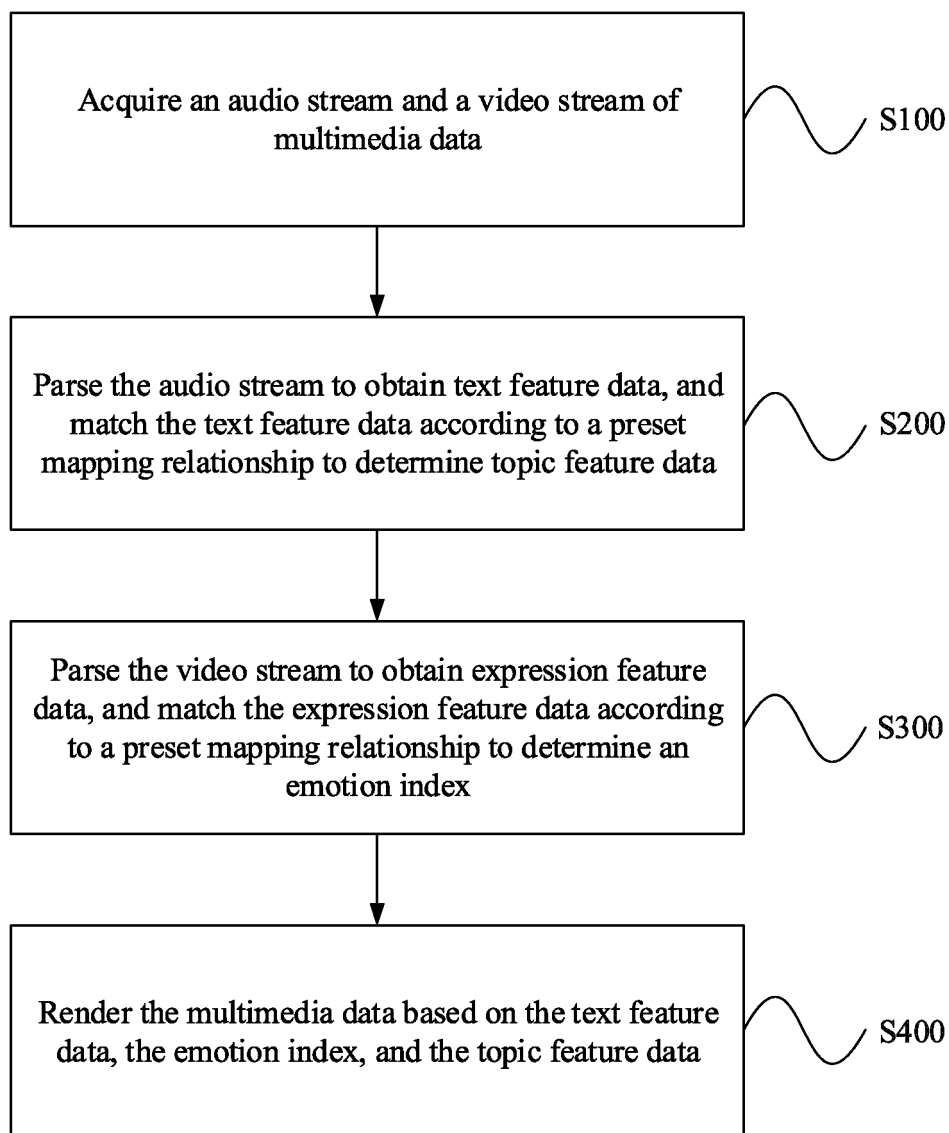 Acquire an audio stream and a video stream of
multimedia data
S100
Parse the audio stream to obtain text feature data, and
match the text feature data according to a preset
mapping relationship to determine topic feature data
S200
Parse the video stream to obtain expression feature
data, and match the expression feature data according
to a preset mapping relationship to determine an
emotion index
S300
Render the multimedia data based on the text feature
data, the emotion index, and the topic feature data
S400